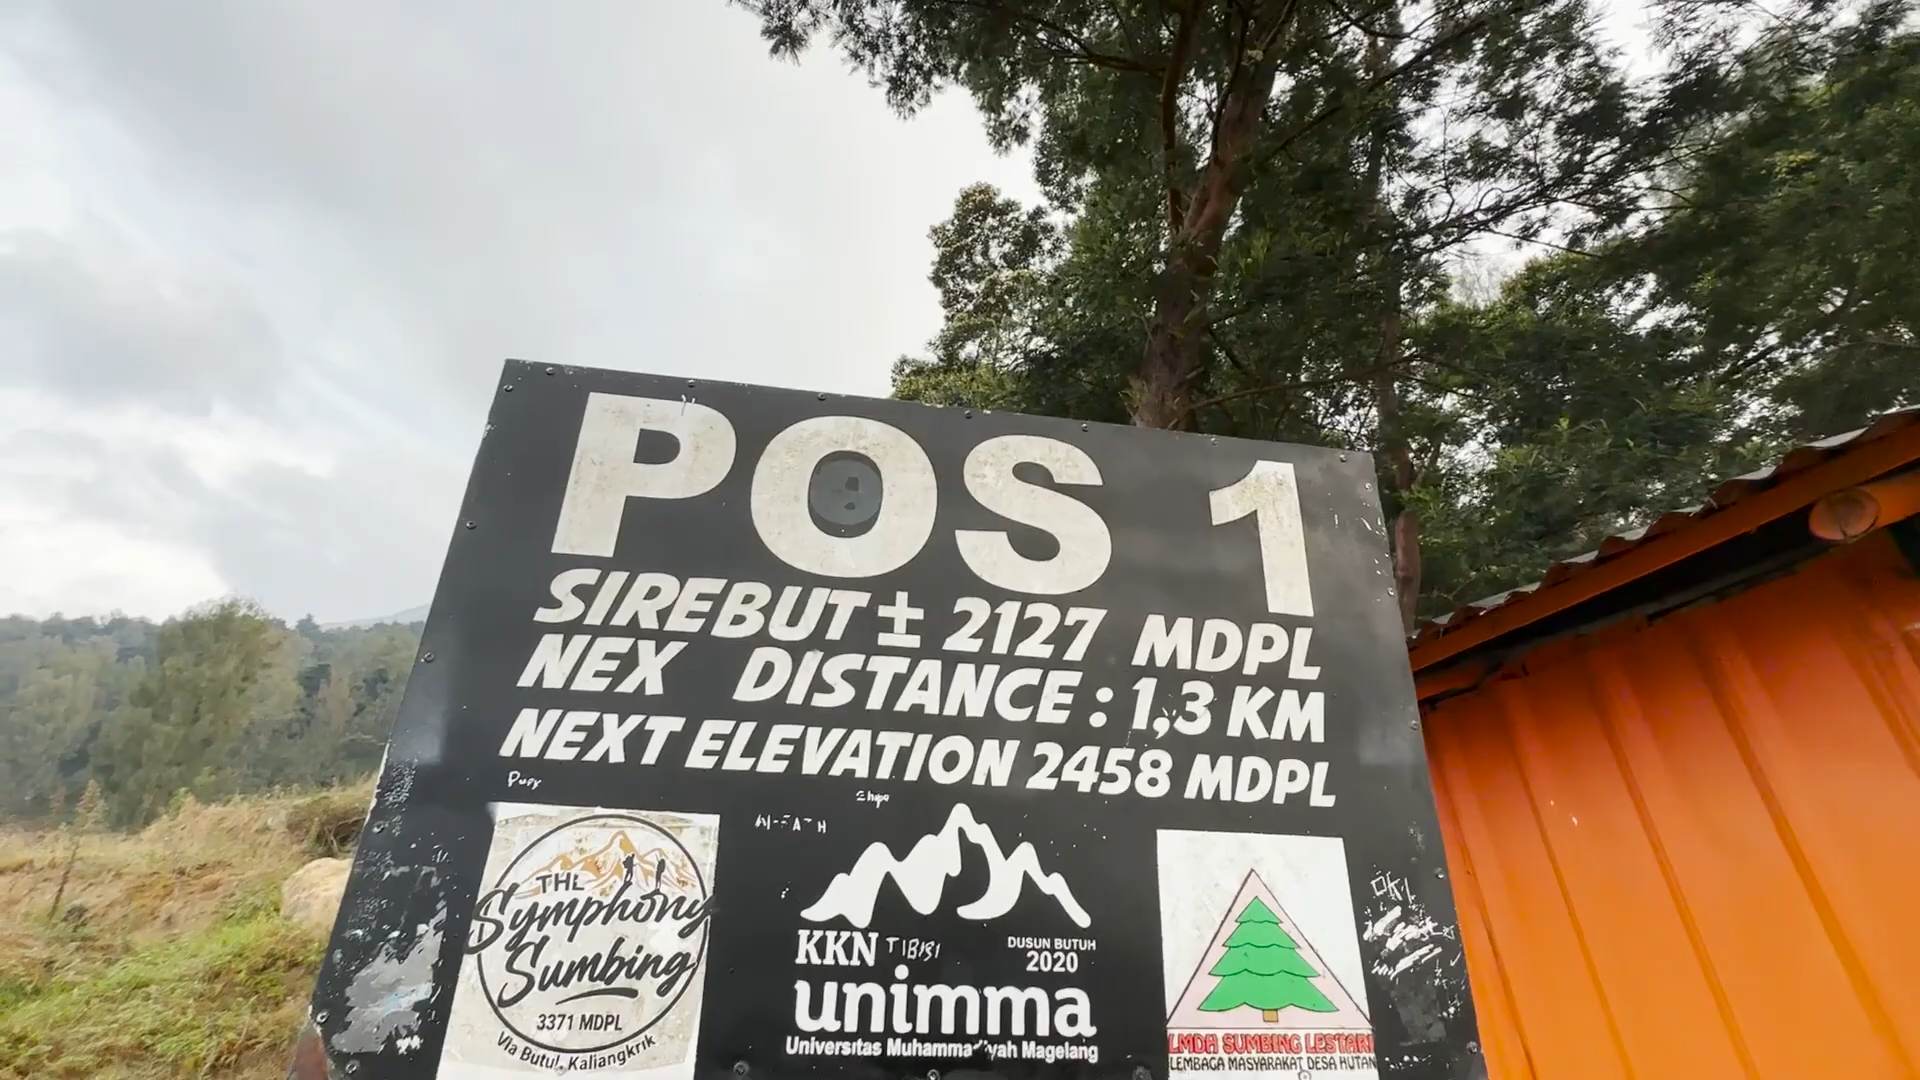 POS 1
SIREBUT ± 2127 MDPL
NEX DISTANCE : 1,3 KM
NEXT ELEVATION 2458 MDPL
THE
Symphony
Sumbing
3371 MDPL
Via Butuh, Kaliangkrik
KKN
DUSUN BUTUH
2020
unimma
Universitas Muhammadiyah Magelang
LMDH SUMBING LESTARI
LEMBAGA MASYARAKAT DESA HUTAN
OKI